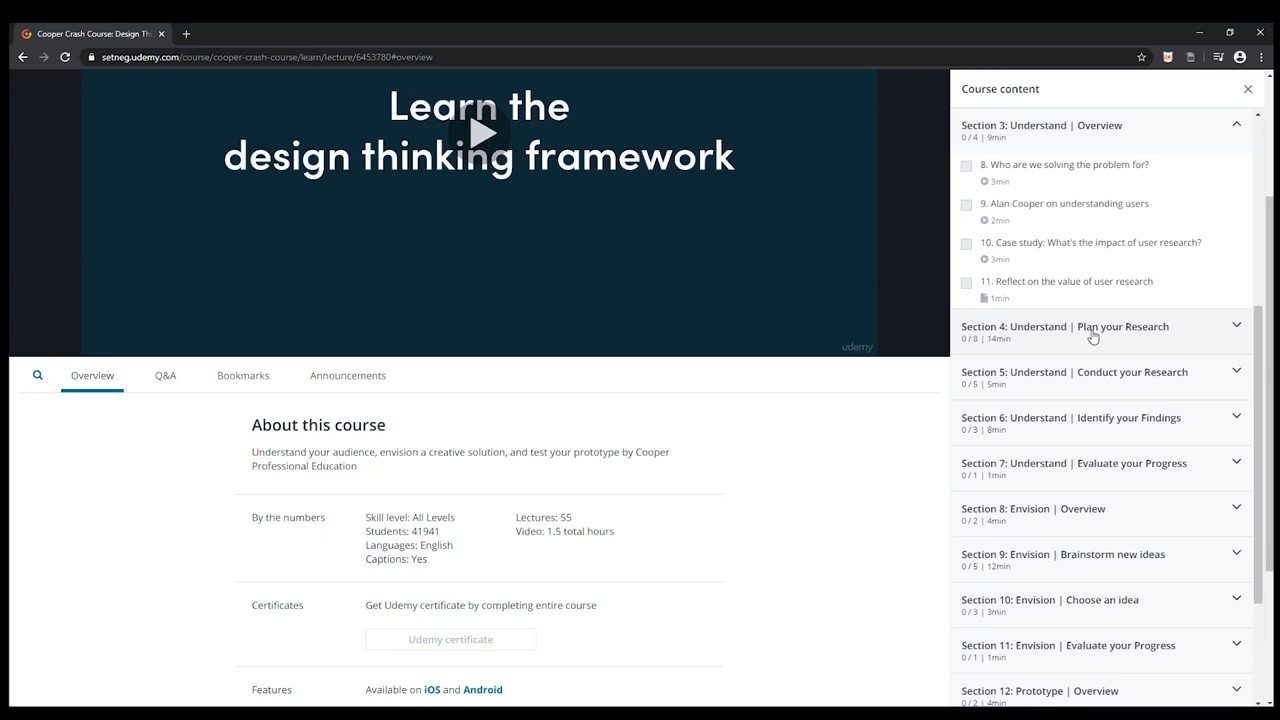 Cooper Crash Course: Design Thi
setneg.udemy.com/course/cooper-crash-course/learn/lecture/6453780#overview
Learn the
design thinking framework
udemy
Overview
Q&A
Bookmarks
Announcements
About this course
Understand your audience, envision a creative solution, and test your prototype by Cooper
Professional Education
By the numbers
Skill level: All Levels
Students: 41941
Languages: English
Captions: Yes
Lectures: 55
Video: 1.5 total hours
Certificates
Get Udemy certificate by completing entire course
Udemy certificate
Features
Available on iOS and Android
Course content
Section 3: Understand | Overview
0 / 4 | 9min
8. Who are we solving the problem for?
3min
9. Alan Cooper on understanding users
2min
10. Case study: What's the impact of user research?
3min
11. Reflect on the value of user research
1min
Section 4: Understand | Plan your Research
0 / 8 | 14min
Section 5: Understand | Conduct your Research
0 / 5 | 5min
Section 6: Understand | Identify your Findings
0 / 3 | 8min
Section 7: Understand | Evaluate your Progress
0 / 1 | 1min
Section 8: Envision | Overview
0 / 2 | 4min
Section 9: Envision | Brainstorm new ideas
0 / 5 | 12min
Section 10: Envision | Choose an idea
0 / 3 | 3min
Section 11: Envision | Evaluate your Progress
0 / 1 | 1min
Section 12: Prototype | Overview
0 / 2 | 4min